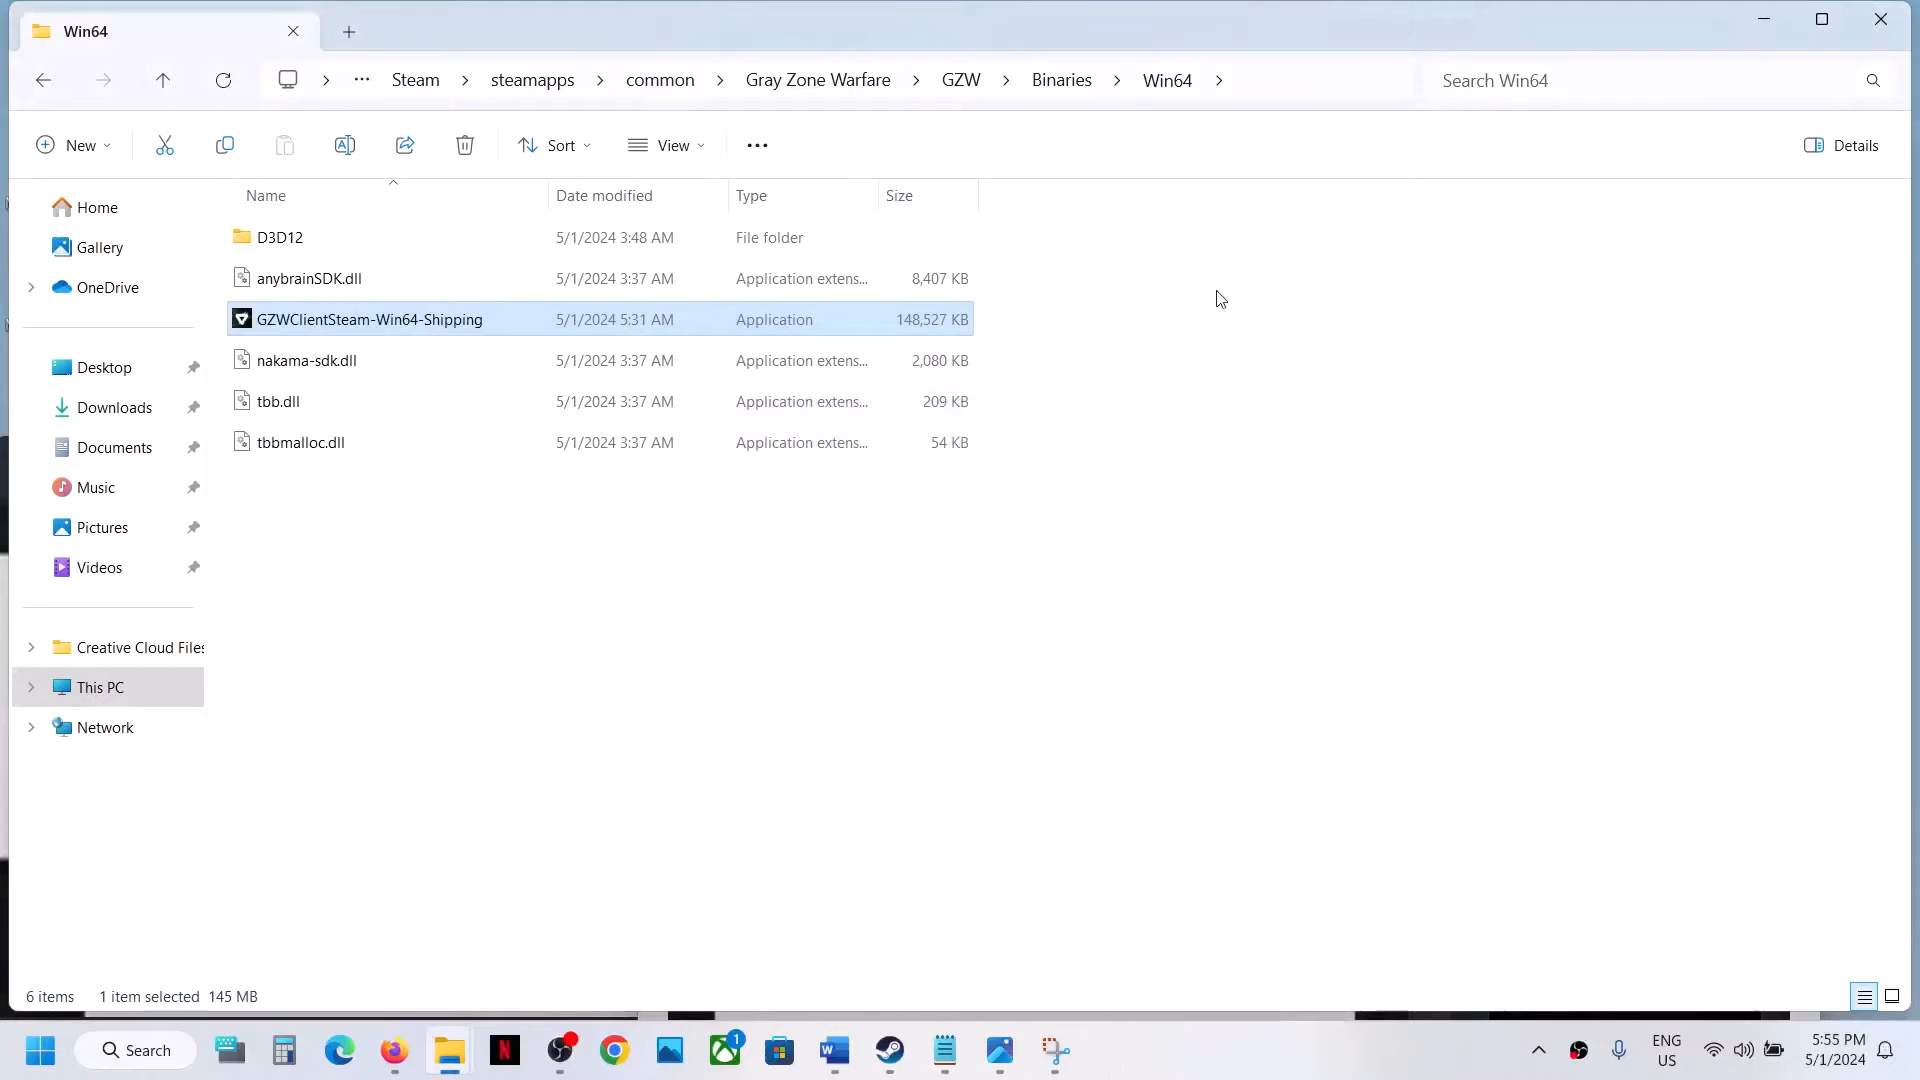 Win64
Steam steamapps common Gray Zone Warfare GZW Binaries Win64
Search Win64
New Sort View Details
Name Date modified Type Size
Home
Gallery
OneDrive
Desktop
Downloads
Documents
Music
Pictures
Videos
Creative Cloud Files
This PC
Network
D3D12 5/1/2024 3:48 AM File folder
anybrainSDK.dll 5/1/2024 3:37 AM Application extens... 8,407 KB
GZWClientSteam-Win64-Shipping 5/1/2024 5:31 AM Application 148,527 KB
nakama-sdk.dll 5/1/2024 3:37 AM Application extens... 2,080 KB
tbb.dll 5/1/2024 3:37 AM Application extens... 209 KB
tbbmalloc.dll 5/1/2024 3:37 AM Application extens... 54 KB
6 items 1 item selected 145 MB
Search
N
W
1
ENG
US
5:55 PM
5/1/2024